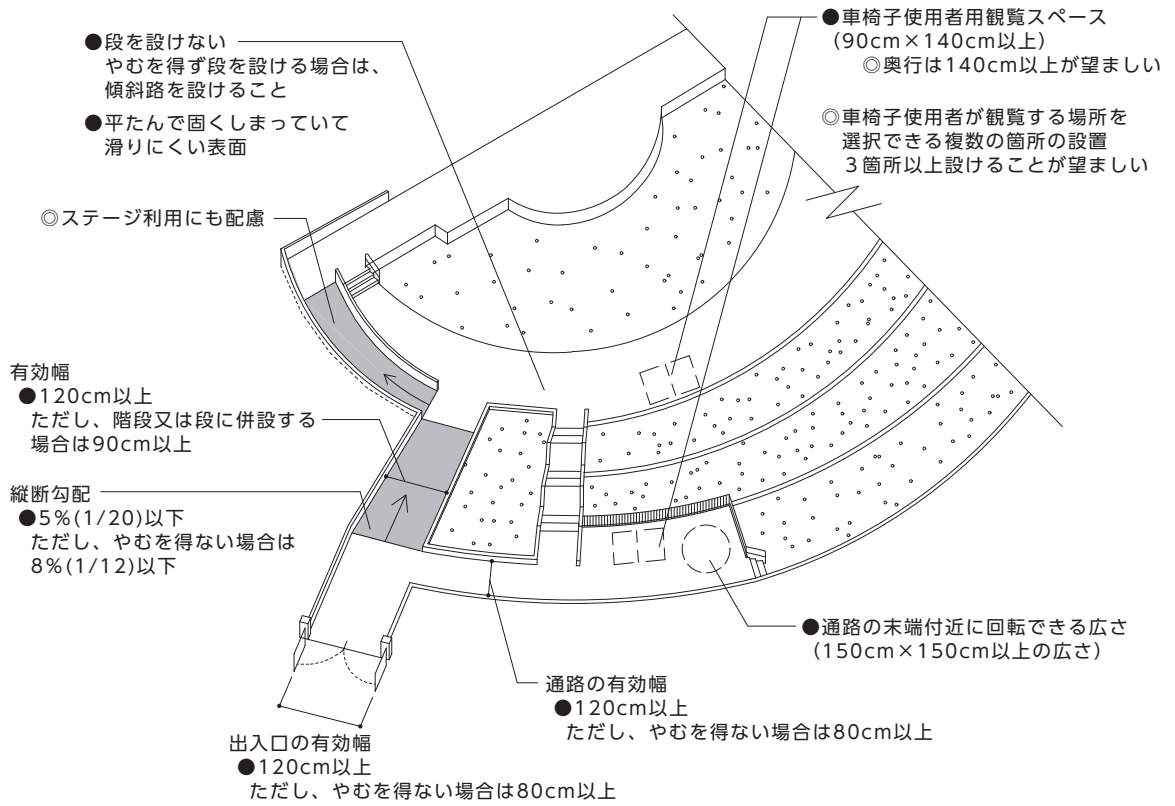 ●段を設けない
やむを得ず段を設ける場合は、
傾斜路を設けること
●平たんで固くしまっていて
滑りにくい表面
◎ステージ利用にも配慮
有効幅
●120cm以上
ただし、階段又は段に併設する
場合は90cm以上
縦断勾配
●5%(1/20)以下
ただし、やむを得ない場合は
8%(1/12)以下
●車椅子使用者用観覧スペース
(90cm×140cm以上)
◎奥行は140cm以上が望ましい
◎車椅子使用者が観覧する場所を
選択できる複数の箇所の設置
3箇所以上設けることが望ましい
●通路の末端付近に回転できる広さ
(150cm×150cm以上の広さ)
通路の有効幅
●120cm以上
ただし、やむを得ない場合は80cm以上
出入口の有効幅
●120cm以上
ただし、やむを得ない場合は80cm以上